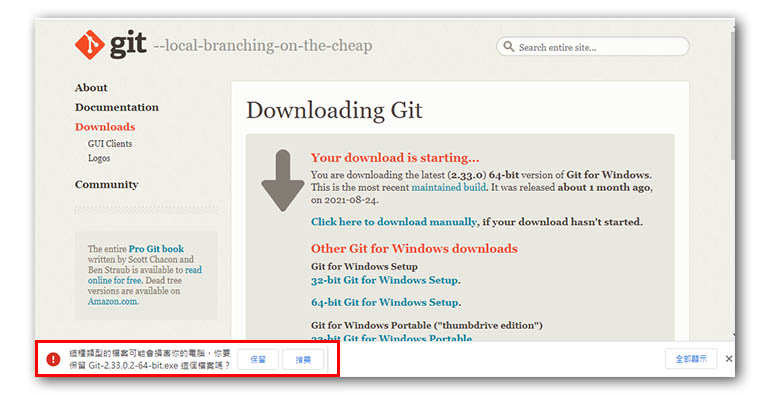 git --local-branching-on-the-cheap
Search entire site...
About
Documentation
Downloads
GUI Clients
Logos
Community
The entire Pro Git book
written by Scott Chacon and
Ben Straub is available to read
online for free. Dead tree
versions are available on
Amazon.com.
Downloading Git
Your download is starting...
You are downloading the latest (2.33.0) 64-bit version of Git for Windows.
This is the most recent maintained build. It was released about 1 month ago,
on 2021-08-24.
Click here to download manually, if your download hasn't started.
Other Git for Windows downloads
Git for Windows Setup
32-bit Git for Windows Setup.
64-bit Git for Windows Setup.
Git for Windows Portable ("thumbdrive edition")
32-bit Git for Windows Portable
這種類型的檔案可能會損害你的電腦，你要
保留 Git-2.33.0.2-64-bit.exe 這個檔案嗎？
保留
捨棄
全部顯示